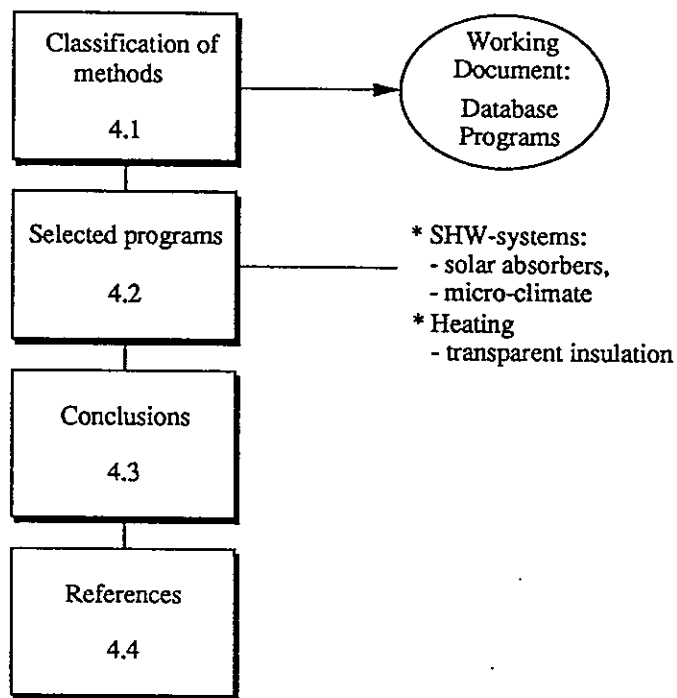 Classification of
methods
4.1
Working
Document:
Database
Programs
Selected programs
4.2
* SHW-systems:
- solar absorbers,
- micro-climate
* Heating
- transparent insulation
Conclusions
4.3
References
4.4